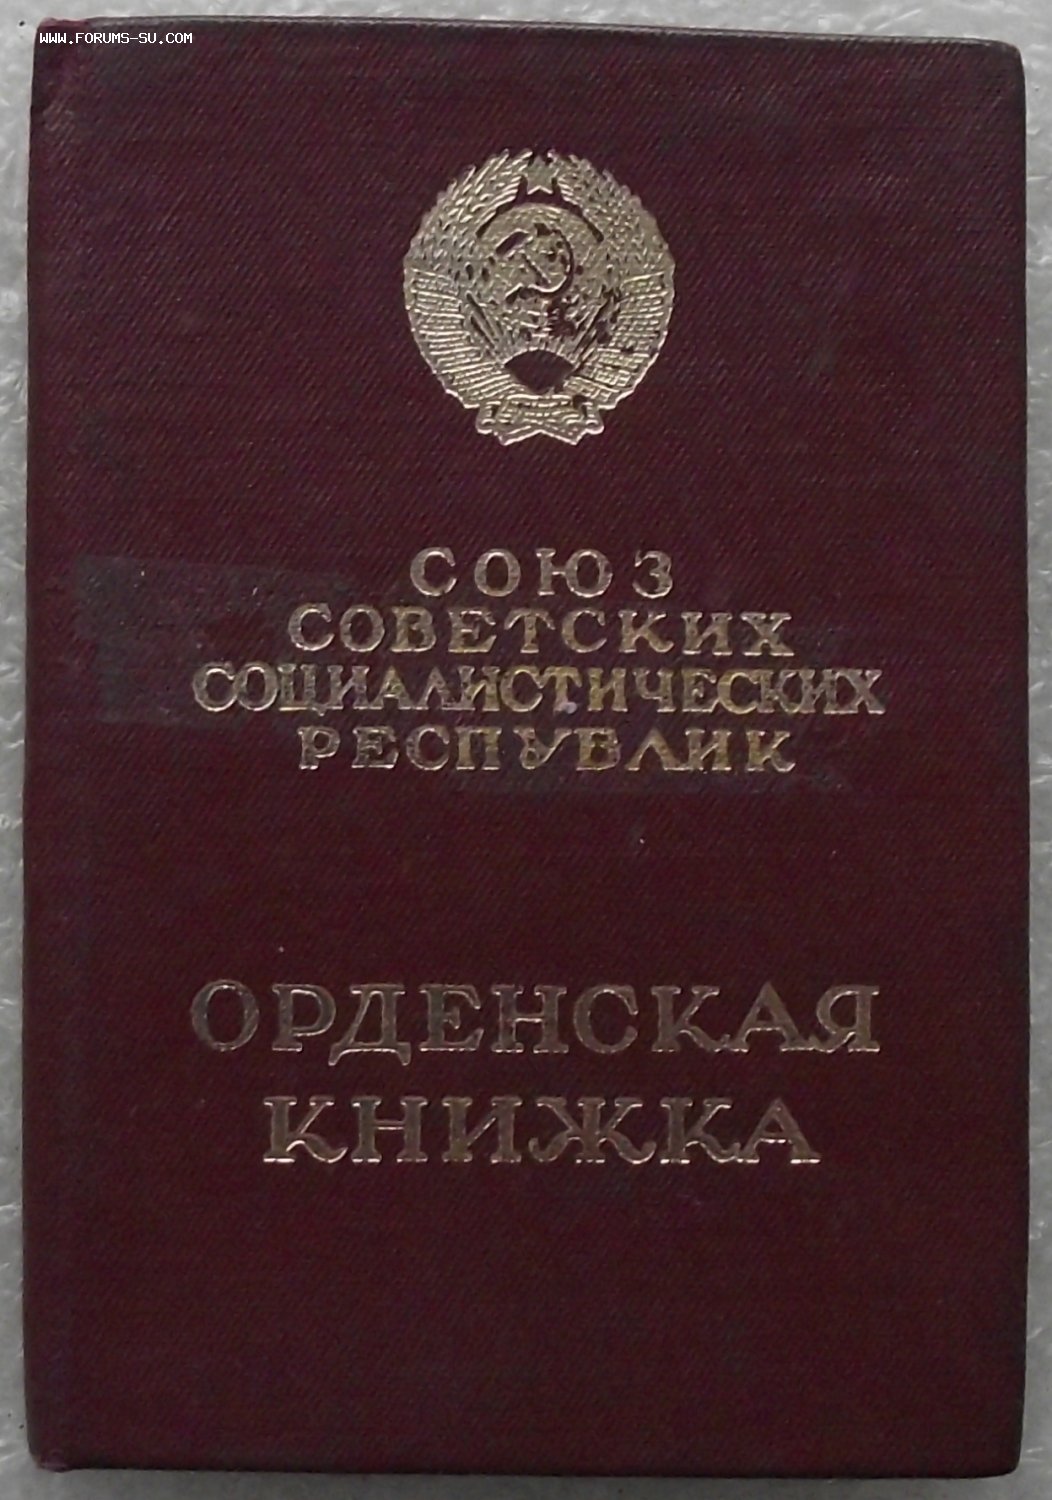 WWW.FORUMS-SU.COM
СОЮЗ
СОВЕТСКИХ
СОЦИАЛИСТИЧЕСКИХ
РЕСПУБЛИК
ОРДЕНСКАЯ
КНИЖКА